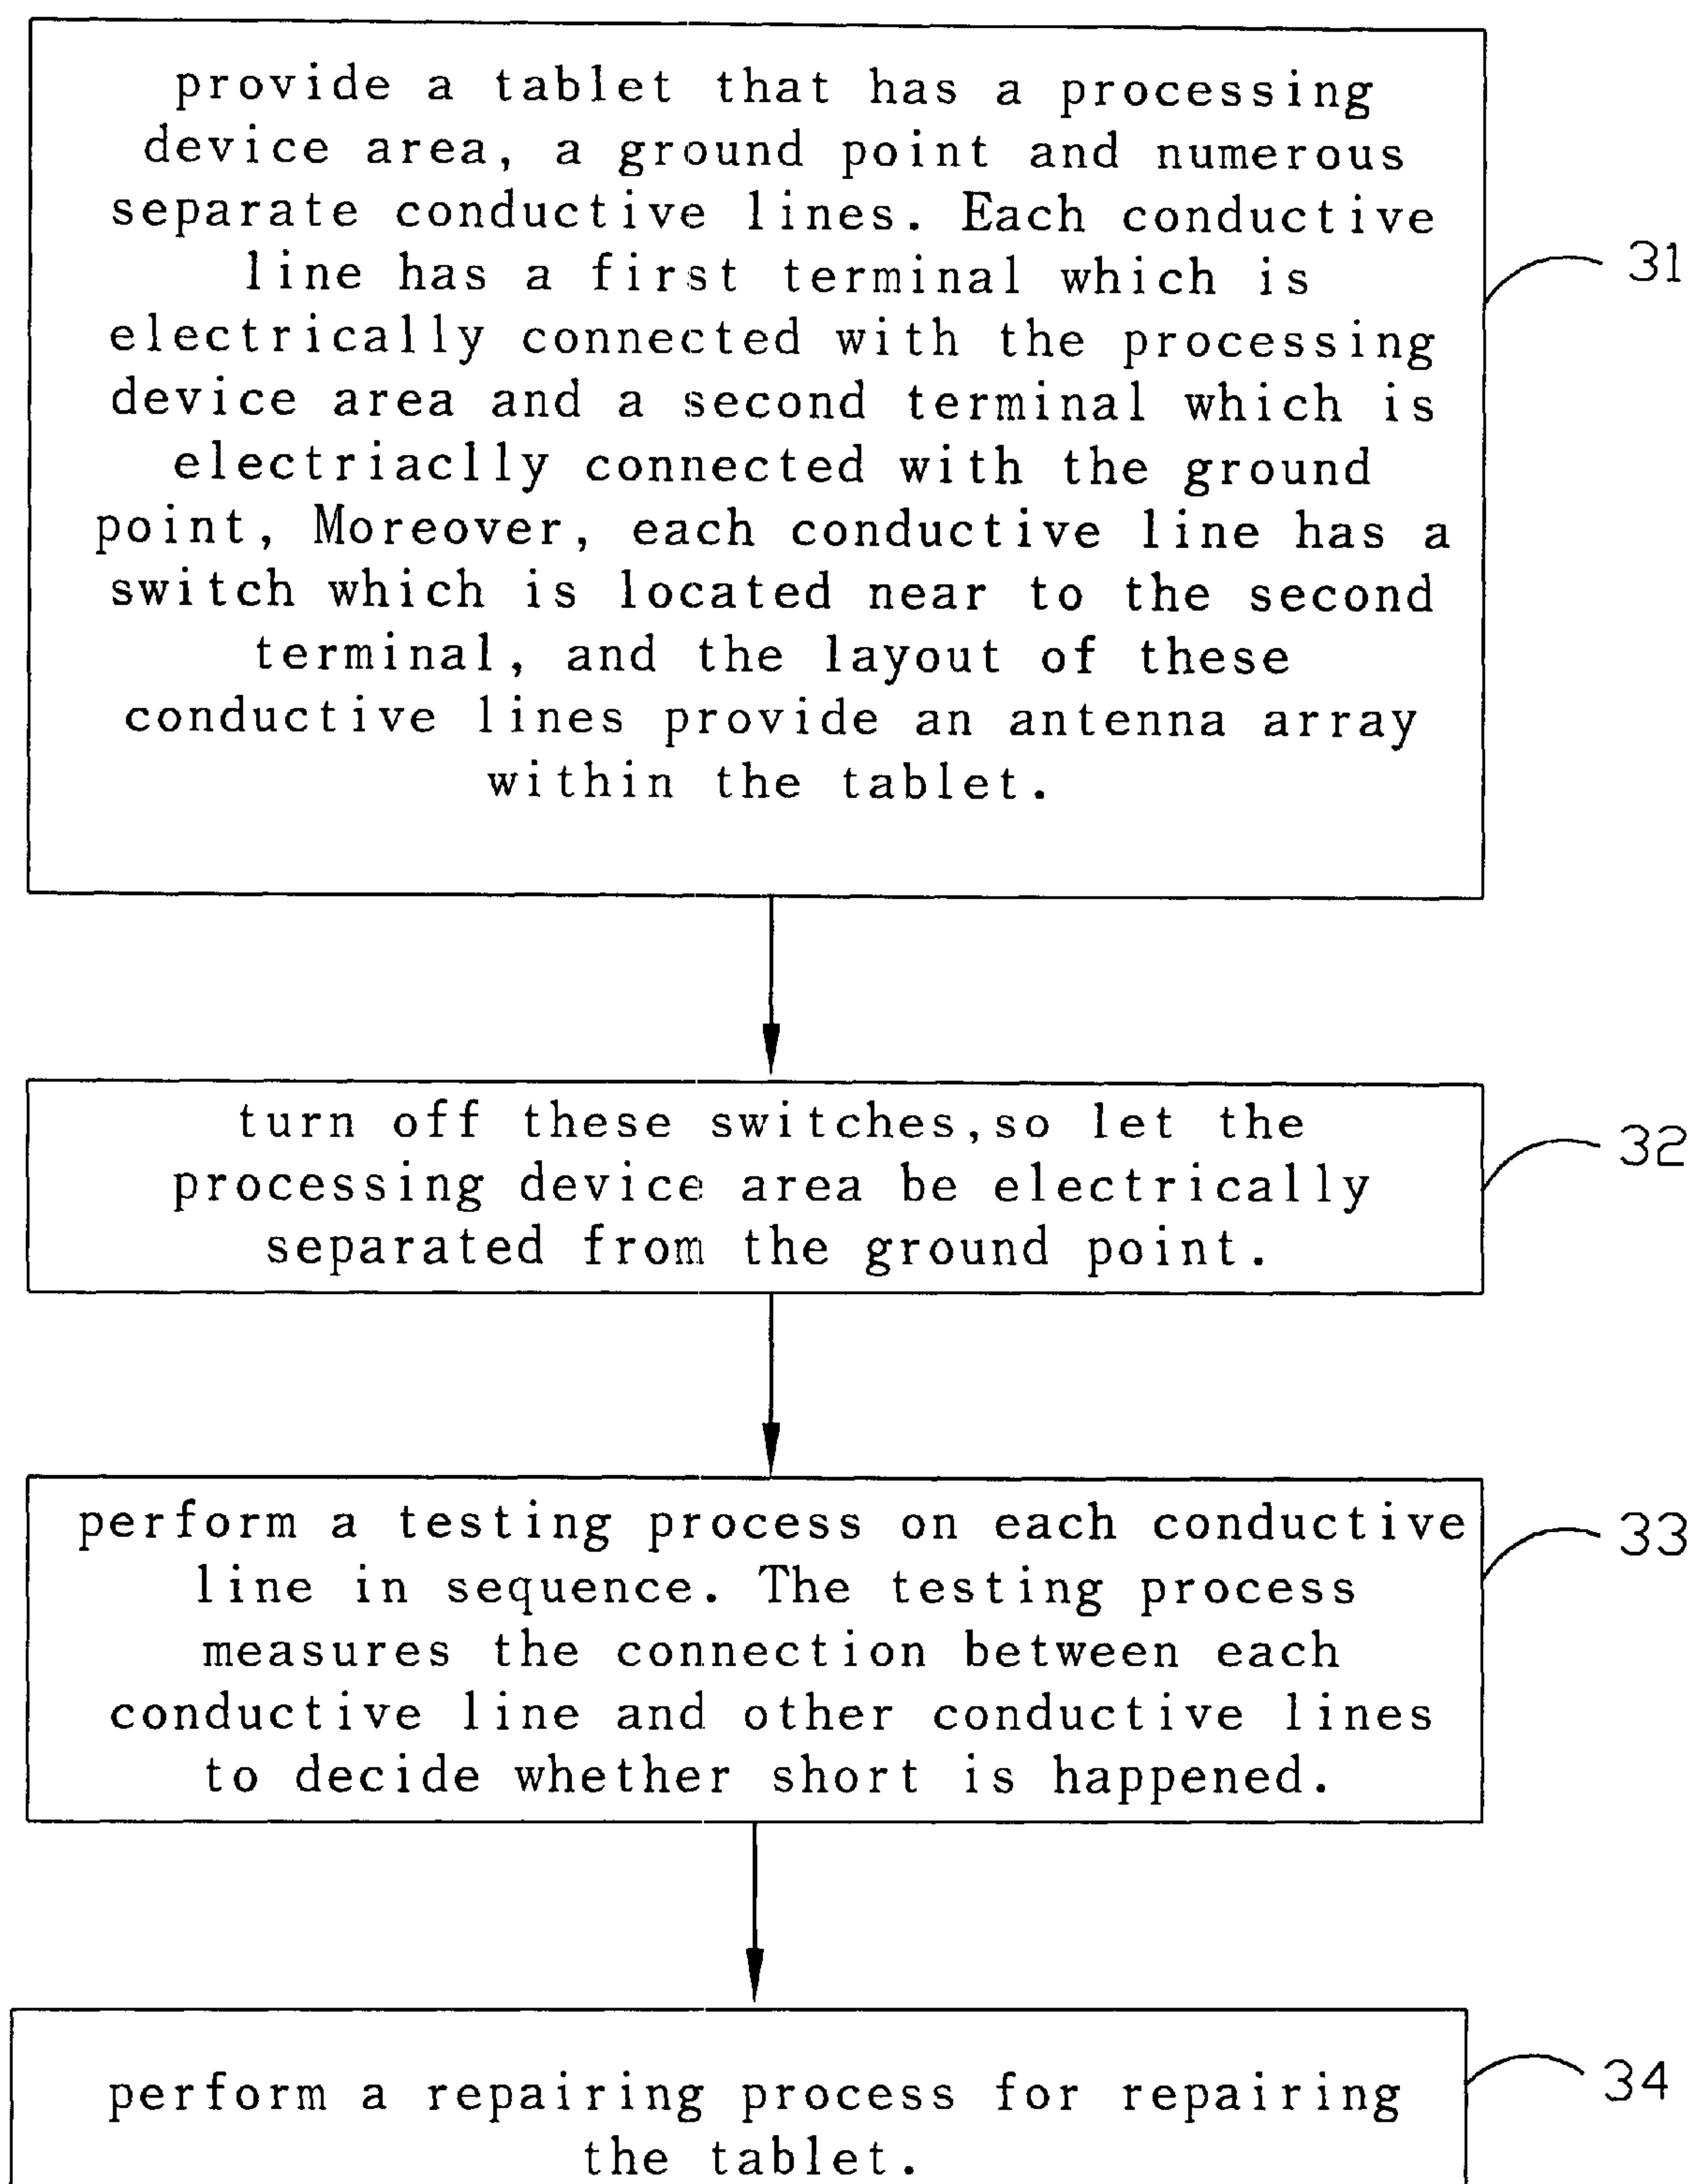 provide a tablet that has a processing
device area, a ground point and numerous
separate conductive lines. Each conductive
line has a first terminal which is
electrically connected with the processing
device area and a second terminal which is
electriaclly connected with the ground
point, Moreover, each conductive line has a
switch which is located near to the second
terminal, and the layout of these
conductive lines provide an antenna array
within the tablet.
31
turn off these switches,so let the
processing device area be electrically
separated from the ground point.
32
perform a testing process on each conductive
line in sequence. The testing process
measures the connection between each
conductive line and other conductive lines
to decide whether short is happened.
33
perform a repairing process for repairing
the tablet.
34